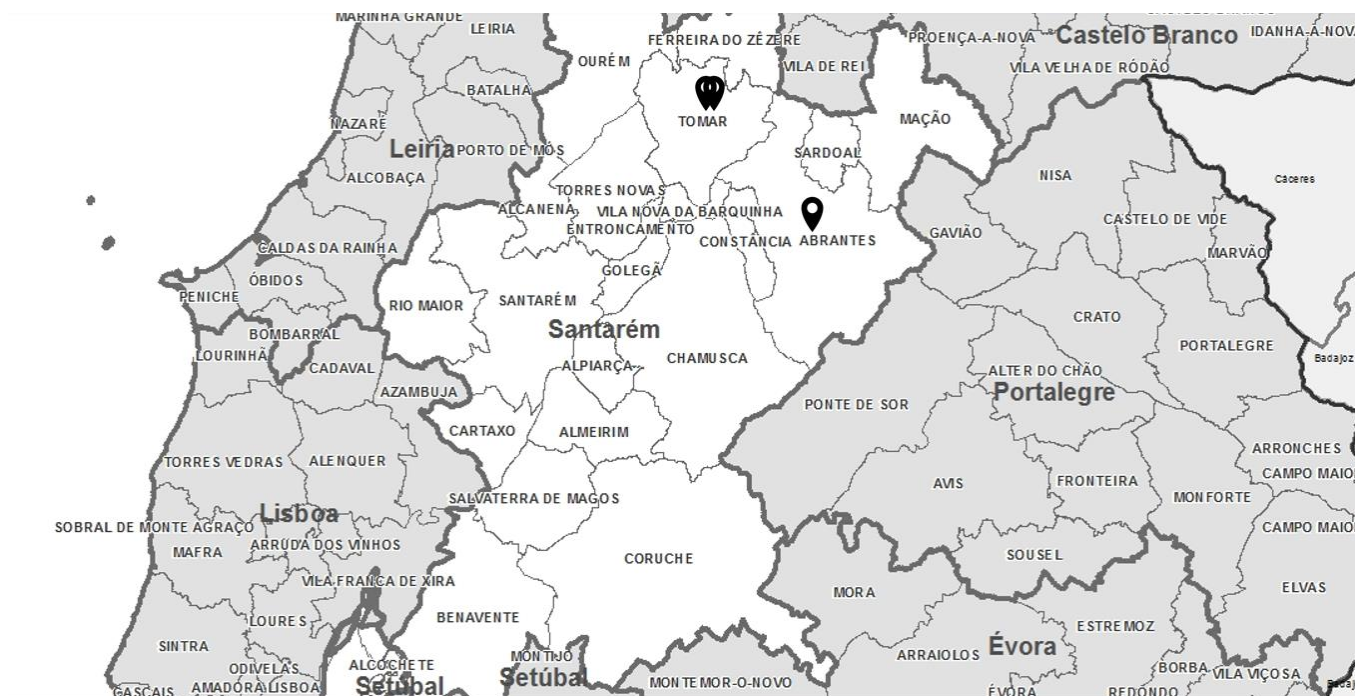 MARINHA GRANDE
LEIRIA
FERREIRA DO ZÊZERE
PROENÇA-A-NOVA
Castelo Branco
OURÉM
VILA DE REI
VILA VELHA DE RÓDÃO
BATALHA
TOMAR
MAÇÃO
NAZARÉ
Leiria
PORTO DE MÓS
SARDOAL
ALCOBAÇA
NISA
Cáceres
TORRES NOVAS
ALCANENA
VILA NOVA DA BARQUINHA
CASTELO DE VIDE
ENTRONCAMENTO
CONSTÂNCIA
ABRANTES
GAVIÃO
CALDAS DA RAINHA
MARVÃO
GOLEGÃ
ÓBIDOS
PENICHE
RIO MAIOR
SANTARÉM
CRATO
Santarém
BOMBARRAL
LOURINHÃ
PORTALEGRE
CADAVAL
ALPIARÇA
CHAMUSCA
Badajoz
ALTER DO CHÃO
AZAMBUJA
Portalegre
PONTE DE SOR
CARTAXO
ALMEIRIM
ARRONCHES
TORRES VEDRAS
ALENQUER
CAMPO MAIO
AVIS
FRONTEIRA
SALVATERRA DE MAGOS
MONFORTE
Lisboa
SOBRAL DE MONTE AGRAÇO
CAMPO MAIO
ARRUDA DOS VINHOS
MAFRA
CORUCHE
SOUSEL
VILA FRANCA DE XIRA
ELVAS
MORA
LOURES
BENAVENTE
ESTREMOZ
SINTRA
Évora
ARRAIOLOS
MONTIJO
ALCOCHETE
ODIVELAS
BORBA
VILA VIÇOSA
Setúbal
Setúbal
MONTEMOR-O-NOVO
CASCAIS
AMADORA
LISBOA
ÉVORA
REDONDO